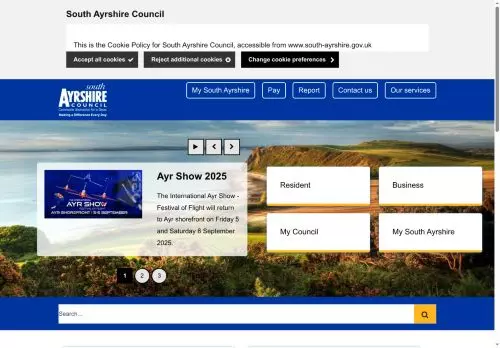 South Ayrshire Council
This is the Cookie Policy for South Ayrshire Council, accessible from www.south-ayrshire.gov.uk
Accept all cookies
Reject additional cookies
Change cookie preferences
south
AYRSHIRE
COUNCIL
Comhairle Siorrachd Àir a Deas
Making a Difference Every Day
My South Ayrshire
Pay
Report
Contact us
Our services
AYR SHOW
AYR SHOREFRONT
Ayr Show 2025
The International Ayr Show -
Festival of Flight will return
to Ayr shorefront on Friday 5
and Saturday 6 September
2025.
Resident
Business
My Council
My South Ayrshire
1
2
3
Search…